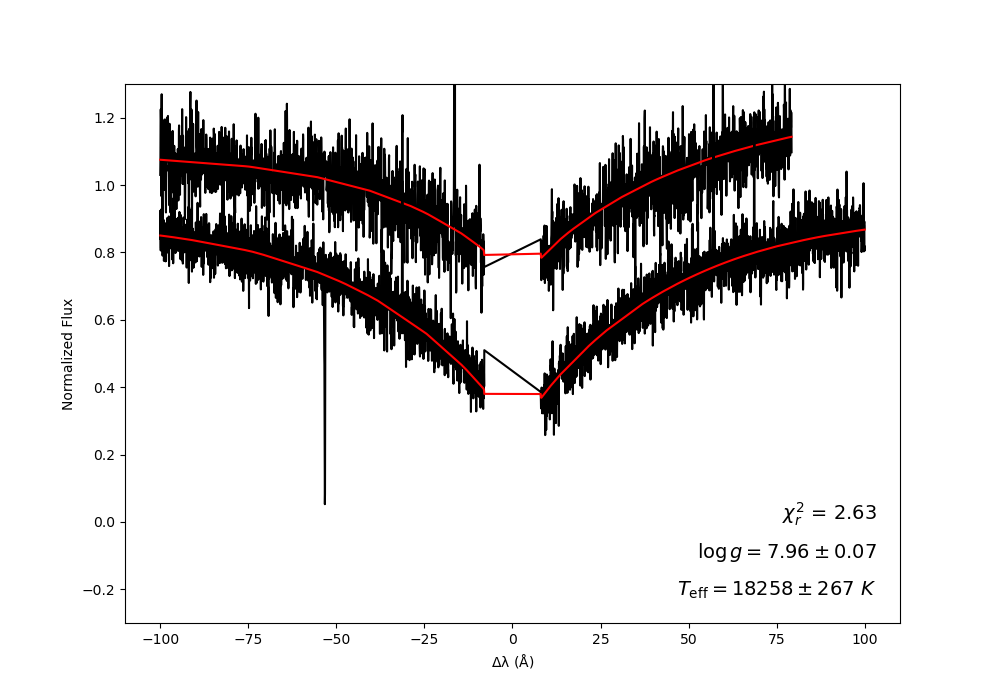 1.2
1.0
0.8
0.6
0.4
0.2
0.0
−0.2
Normalized Flux
χ²ᵣ = 2.63
log g = 7.96 ± 0.07
T_eff = 18258 ± 267 K
−100 −75 −50 −25 0 25 50 75 100
Δλ (Å)